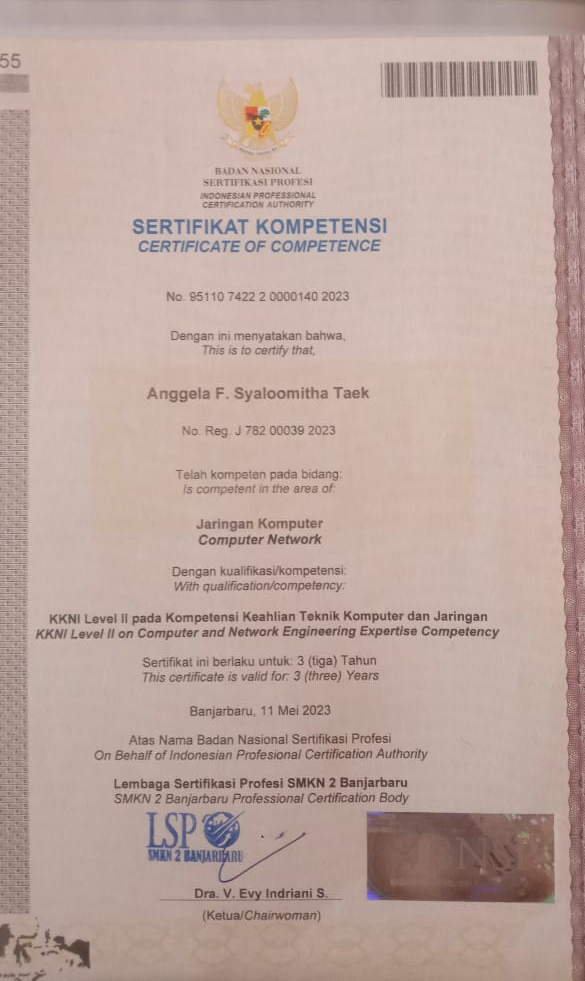 55
BADAN NASIONAL
SERTIFIKASI PROFESI
INDONESIAN PROFESSIONAL
CERTIFICATION AUTHORITY
SERTIFIKAT KOMPETENSI
CERTIFICATE OF COMPETENCE
No. 95110 7422 2 0000140 2023
Dengan ini menyatakan bahwa,
This is to certify that,
Anggela F. Syaloomitha Taek
No. Reg. J 782 00039 2023
Telah kompeten pada bidang:
Is competent in the area of:
Jaringan Komputer
Computer Network
Dengan kualifikasi/kompetensi:
With qualification/competency:
KKNI Level II pada Kompetensi Keahlian Teknik Komputer dan Jaringan
KKNI Level II on Computer and Network Engineering Expertise Competency
Sertifikat ini berlaku untuk: 3 (tiga) Tahun
This certificate is valid for: 3 (three) Years
Banjarbaru, 11 Mei 2023
Atas Nama Badan Nasional Sertifikasi Profesi
On Behalf of Indonesian Profesional Certification Authority
Lembaga Sertifikasi Profesi SMKN 2 Banjarbaru
SMKN 2 Banjarbaru Professional Certification Body
LSP
SMKN 2 BANJARBARU
Dra. V. Evy Indriani S.
(Ketua/Chairwoman)